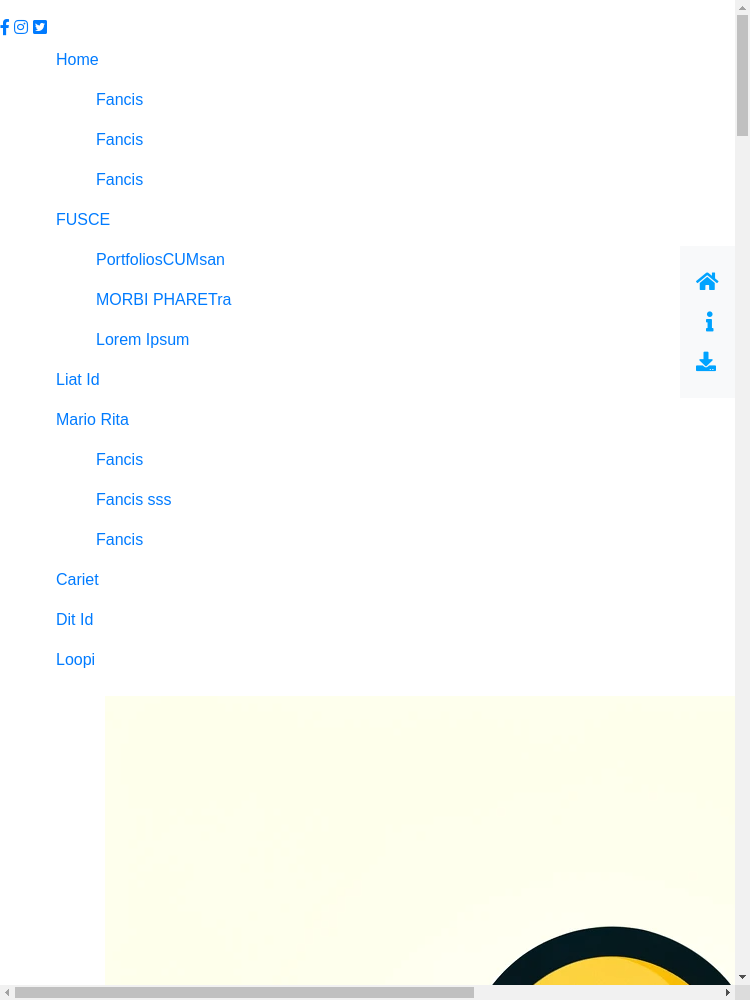 Home
Fancis
Fancis
Fancis
FUSCE
PortfoliosCUMsan
MORBI PHARETra
Lorem Ipsum
Liat Id
Mario Rita
Fancis
Fancis sss
Fancis
Cariet
Dit Id
Loopi